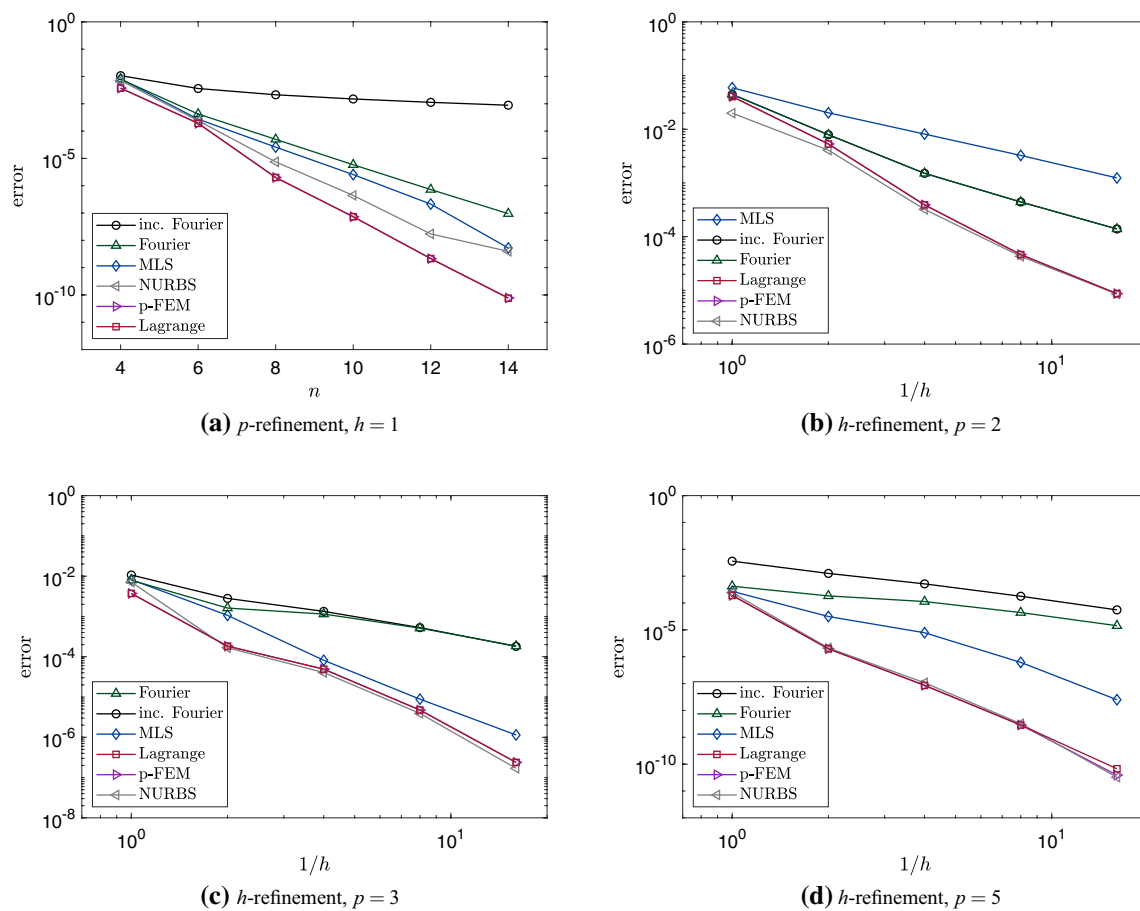 10^0
10^-5
10^-10
error
inc. Fourier
Fourier
MLS
NURBS
p-FEM
Lagrange
4 6 8 10 12 14
n
(a) p-refinement, h = 1
10^0
10^-2
10^-4
10^-6
error
MLS
inc. Fourier
Fourier
Lagrange
p-FEM
NURBS
10^0 10^1
1/h
(b) h-refinement, p = 2
10^0
10^-2
10^-4
10^-6
10^-8
error
Fourier
inc. Fourier
MLS
Lagrange
p-FEM
NURBS
10^0 10^1
1/h
(c) h-refinement, p = 3
10^0
10^-5
10^-10
error
inc. Fourier
Fourier
MLS
Lagrange
p-FEM
NURBS
10^0 10^1
1/h
(d) h-refinement, p = 5